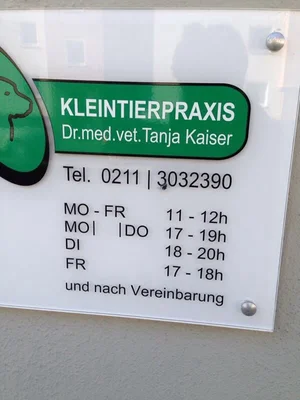 KLEINTIERPRAXIS
Dr.med.vet.Tanja Kaiser
Tel. 0211 | 3032390
MO - FR 11 - 12h
MO | | DO 17 - 19h
DI 18 - 20h
FR 17 - 18h
und nach Vereinbarung